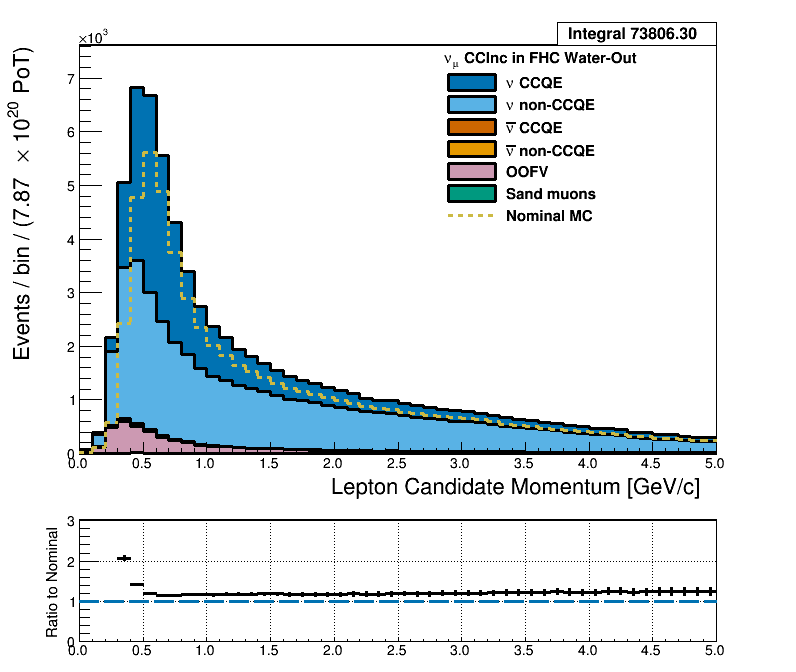 Integral 73806.30
×10³
ν_μ CCInc in FHC Water-Out
ν CCQE
ν non-CCQE
ν̅ CCQE
ν̅ non-CCQE
OOFV
Sand muons
Nominal MC
Events / bin / (7.87 × 10²⁰ PoT)
7
6
5
4
3
2
1
0
0.0 0.5 1.0 1.5 2.0 2.5 3.0 3.5 4.0 4.5 5.0
Lepton Candidate Momentum [GeV/c]
Ratio to Nominal
3
2
1
0
0.0 0.5 1.0 1.5 2.0 2.5 3.0 3.5 4.0 4.5 5.0